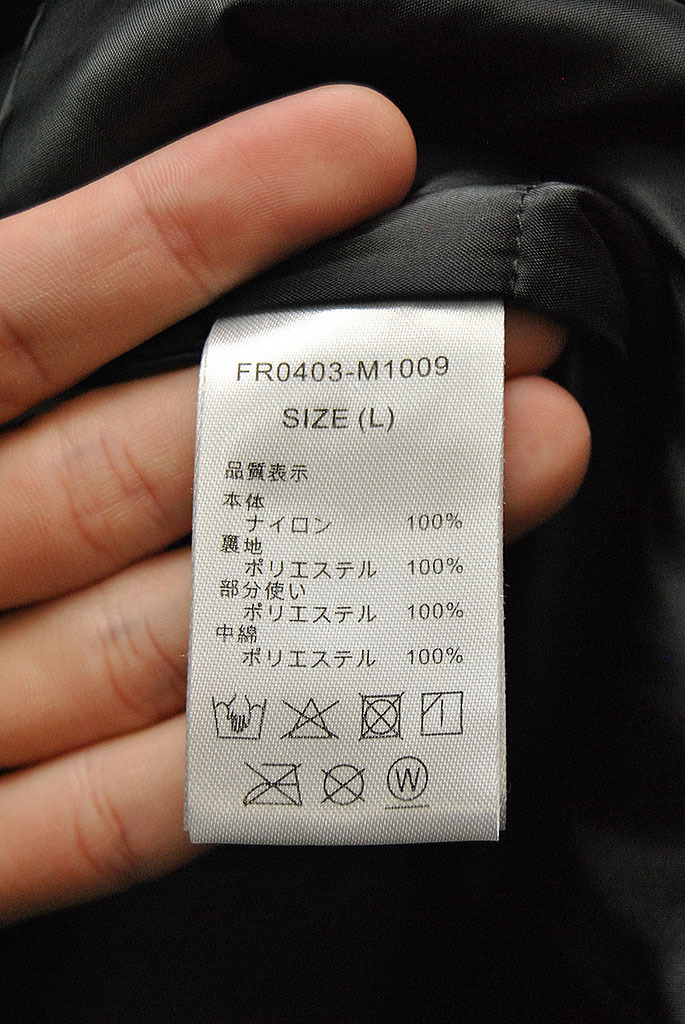 FR0403-M1009
SIZE (L)
品質表示
本体
ナイロン 100%
裏地
ポリエステル 100%
部分使い
ポリエステル 100%
中綿
ポリエステル 100%
W